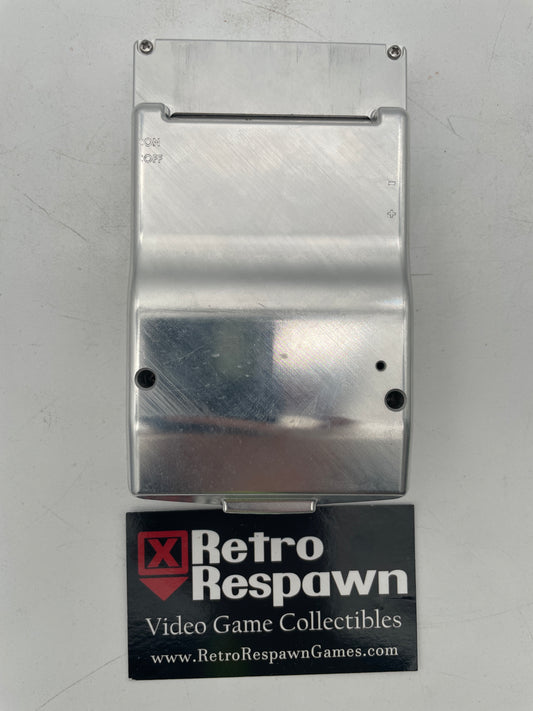 ON
OFF
-
+
X Retro
Respawn
Video Game Collectibles
www.RetroRespawnGames.com